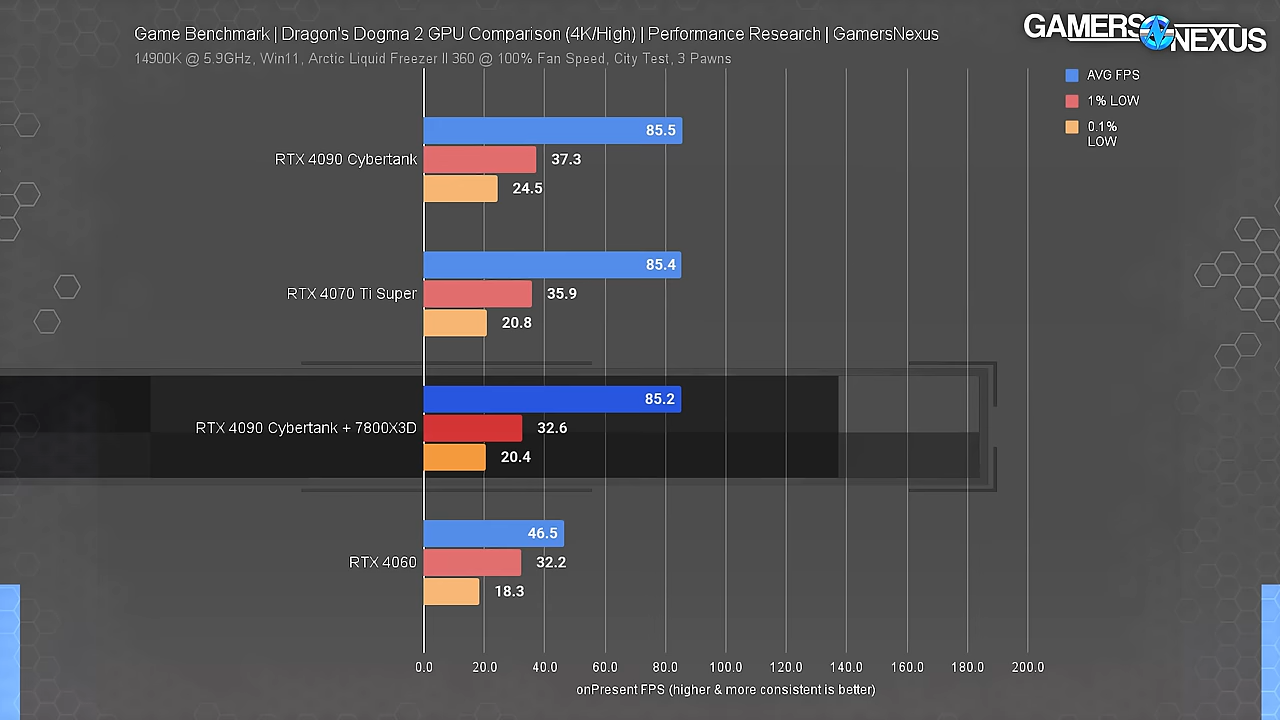 Game Benchmark | Dragon's Dogma 2 GPU Comparison (4K/High) | Performance Research | GamersNexus
14900K @ 5.9GHz, Win11, Arctic Liquid Freezer II 360 @ 100% Fan Speed, City Test, 3 Pawns
GAMERS NEXUS
AVG FPS
1% LOW
0.1%
LOW
85.5
RTX 4090 Cybertank 37.3
24.5
85.4
RTX 4070 Ti Super 35.9
20.8
85.2
RTX 4090 Cybertank + 7800X3D 32.6
20.4
46.5
RTX 4060 32.2
18.3
0.0 20.0 40.0 60.0 80.0 100.0 120.0 140.0 160.0 180.0 200.0
onPresent FPS (higher & more consistent is better)